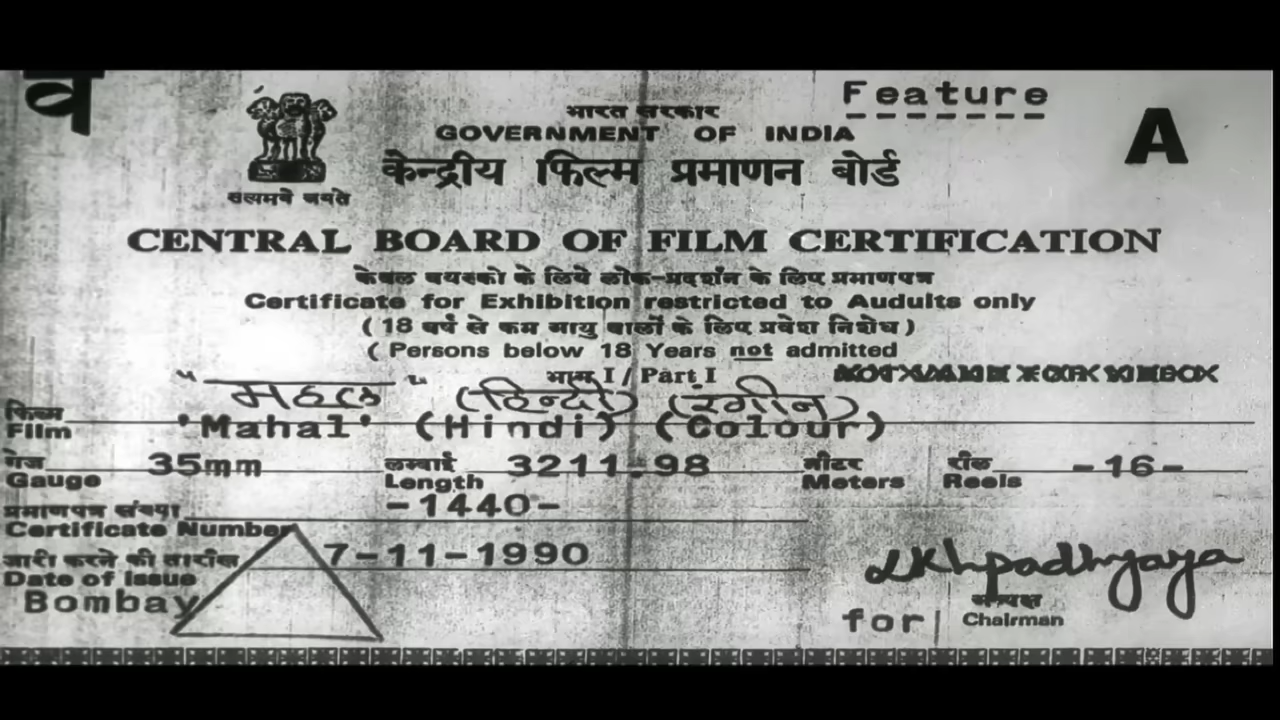 व
Feature
A
भारत सरकार
GOVERNMENT OF INDIA
केन्द्रीय फिल्म प्रमाणन बोर्ड
सत्यमेव जयते
CENTRAL BOARD OF FILM CERTIFICATION
केवल वयस्को के लिये लोक-प्रदर्शन के लिए प्रमाणपत्र
Certificate for Exhibition restricted to Audults only
( 18 वर्ष से कम आयु वालों के लिए प्रवेश निशेध )
( Persons below 18 Years not admitted
भाग I / Part I
" महल " (हिन्दी) (रंगीन)
फिल्म
Film 'Mahal' (Hindi) (Colour)
गेज 35mm लम्बाई 3211.98 मीटर रील -16-
Gauge Length Meters Reels
प्रमाणपत्र संख्या -1440-
Certificate Number
जारी करने की तारीख 7-11-1990
Date of Issue
Bombay
अध्यक्ष
for Chairman